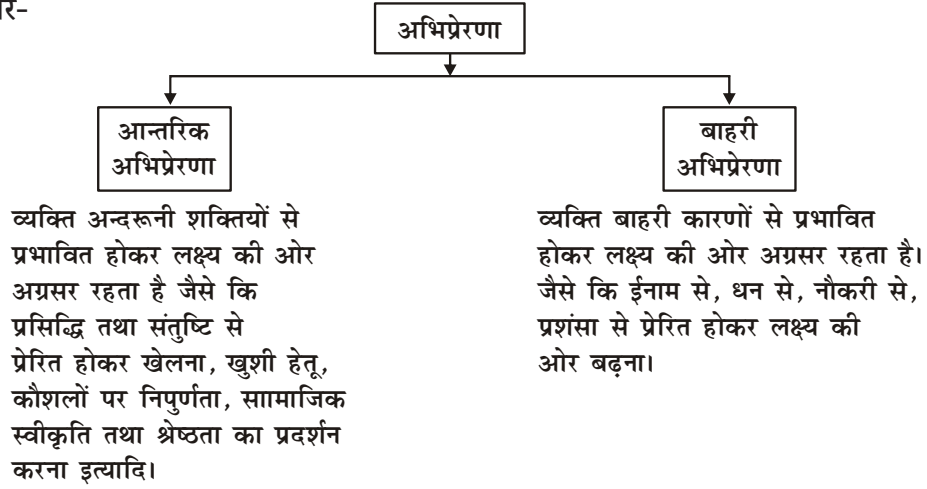 अभिप्रेरणा
आन्तरिक
अभिप्रेरणा
व्यक्ति अन्दरूनी शक्तियों से
प्रभावित होकर लक्ष्य की ओर
अग्रसर रहता है जैसे कि
प्रसिद्धि तथा संतुष्टि से
प्रेरित होकर खेलना, खुशी हेतू,
कौशलों पर निपुर्णता, साामाजिक
स्वीकृति तथा श्रेष्ठता का प्रदर्शन
करना इत्यादि।
बाहरी
अभिप्रेरणा
व्यक्ति बाहरी कारणों से प्रभावित
होकर लक्ष्य की ओर अग्रसर रहता है।
जैसे कि ईनाम से, धन से, नौकरी से,
प्रशंसा से प्रेरित होकर लक्ष्य की
ओर बढ़ना।